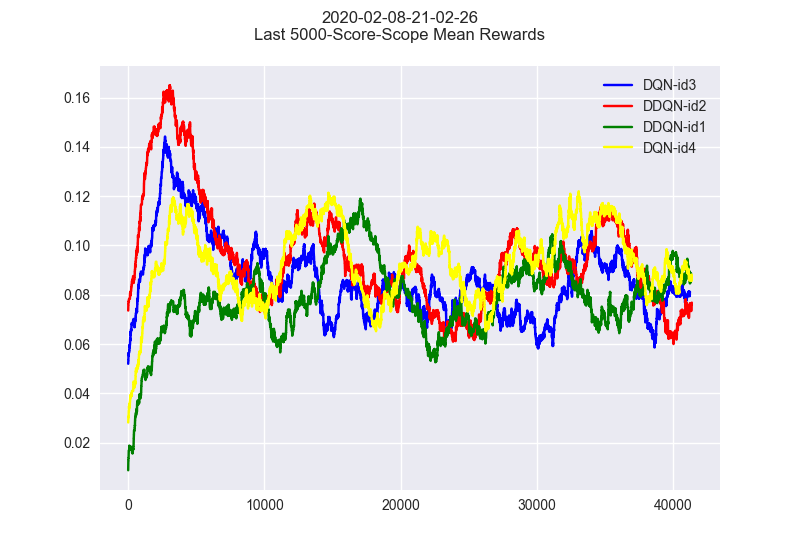 2020-02-08-21-02-26
Last 5000-Score-Scope Mean Rewards
DQN-id3
DDQN-id2
DDQN-id1
DQN-id4
0.16
0.14
0.12
0.10
0.08
0.06
0.04
0.02
0 10000 20000 30000 40000